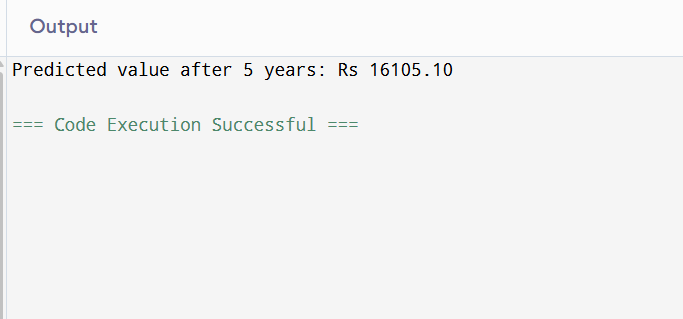 Output
Predicted value after 5 years: Rs 16105.10
=== Code Execution Successful ===